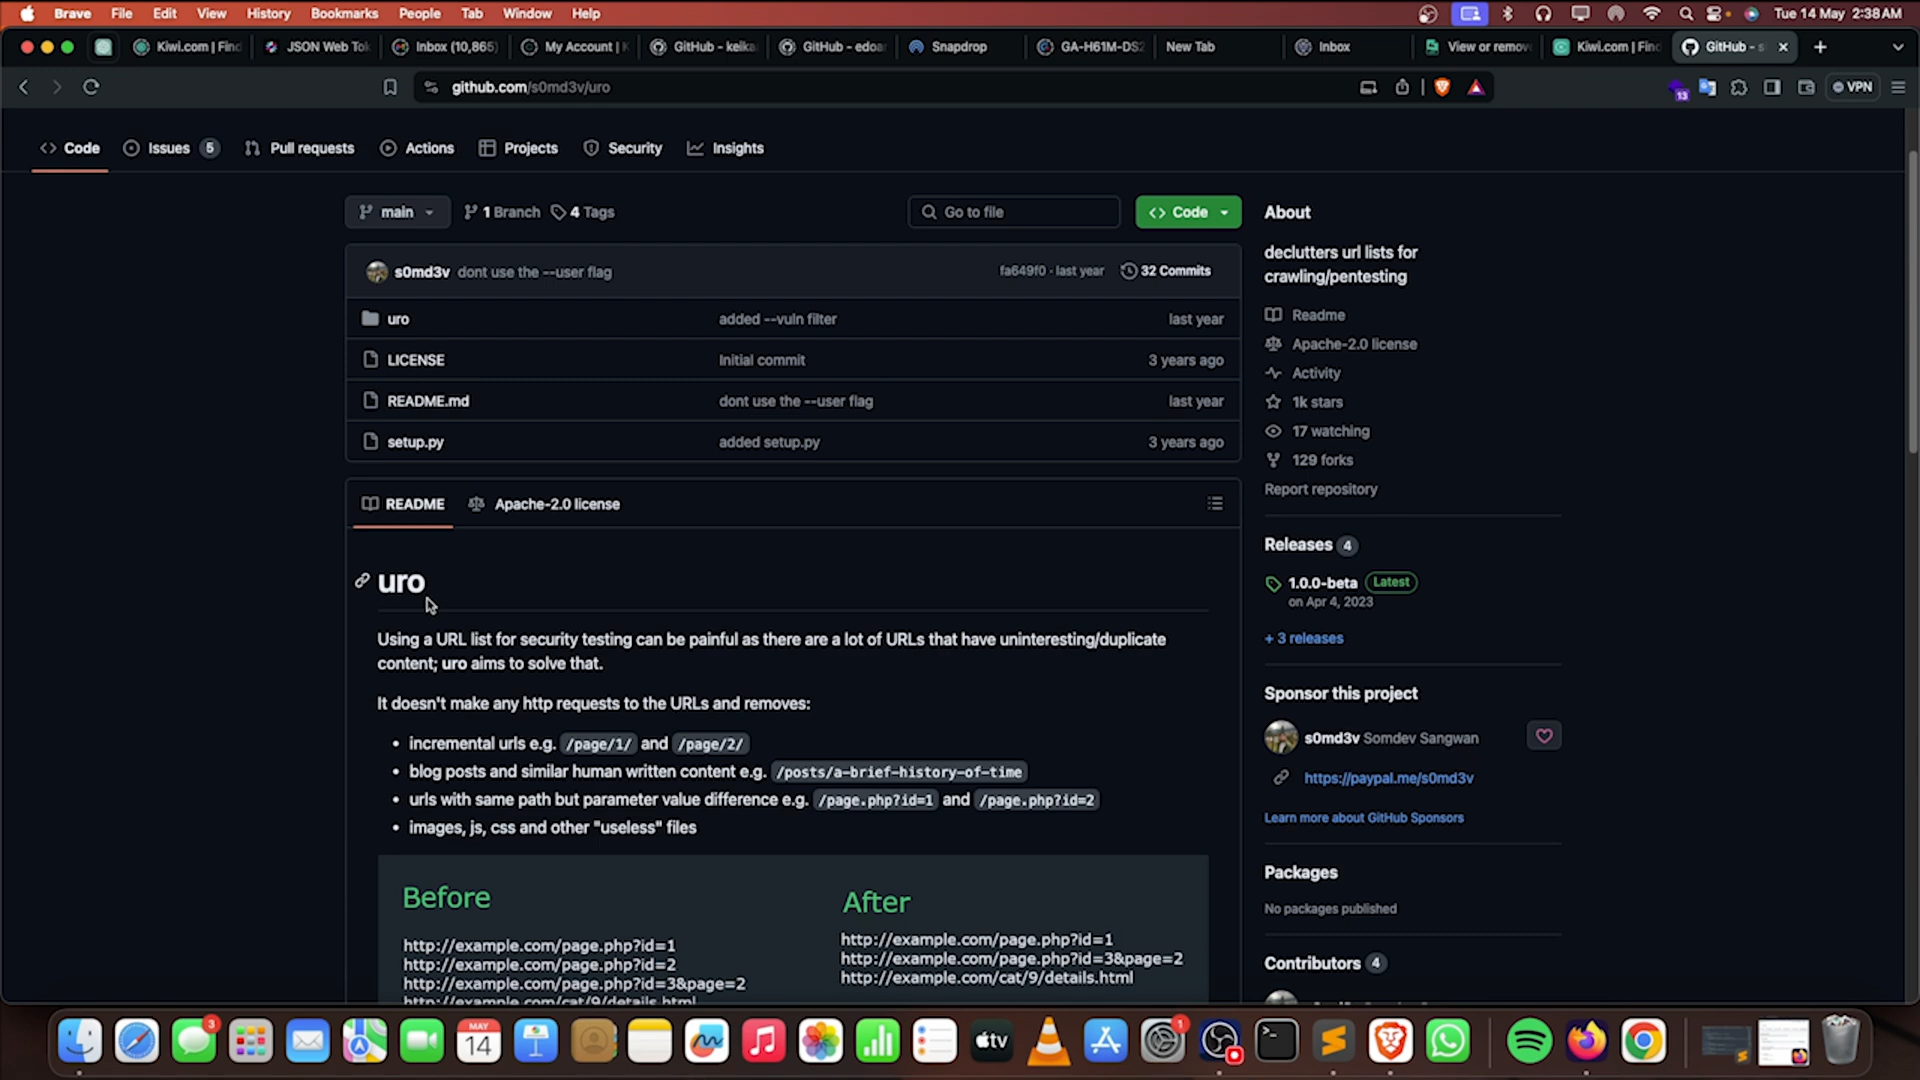 Brave File Edit View History Bookmarks People Tab Window Help Tue 14 May 2:38 AM
Kiwi.com | Find JSON Web Tok Inbox (10,865) My Account | K GitHub - keika GitHub - edoar Snapdrop GA-H61M-DS2 New Tab Inbox View or remov Kiwi.com | Find GitHub - s
github.com/s0md3v/uro 13 VPN
Code Issues 5 Pull requests Actions Projects Security Insights
main 1 Branch 4 Tags Go to file Code
s0md3v dont use the --user flag fa649f0 · last year 32 Commits
uro added --vuln filter last year
LICENSE Initial commit 3 years ago
README.md dont use the --user flag last year
setup.py added setup.py 3 years ago
README Apache-2.0 license
uro
Using a URL list for security testing can be painful as there are a lot of URLs that have uninteresting/duplicate
content; uro aims to solve that.
It doesn't make any http requests to the URLs and removes:
• incremental urls e.g. /page/1/ and /page/2/
• blog posts and similar human written content e.g. /posts/a-brief-history-of-time
• urls with same path but parameter value difference e.g. /page.php?id=1 and /page.php?id=2
• images, js, css and other "useless" files
Before
http://example.com/page.php?id=1
http://example.com/page.php?id=2
http://example.com/page.php?id=3&page=2
http://example.com/cat/9/details.html
After
http://example.com/page.php?id=1
http://example.com/page.php?id=3&page=2
http://example.com/cat/9/details.html
About
declutters url lists for
crawling/pentesting
Readme
Apache-2.0 license
Activity
1k stars
17 watching
129 forks
Report repository
Releases 4
1.0.0-beta Latest
on Apr 4, 2023
+ 3 releases
Sponsor this project
s0md3v Somdev Sangwan
https://paypal.me/s0md3v
Learn more about GitHub Sponsors
Packages
No packages published
Contributors 4
3 MAY 14 tv 1